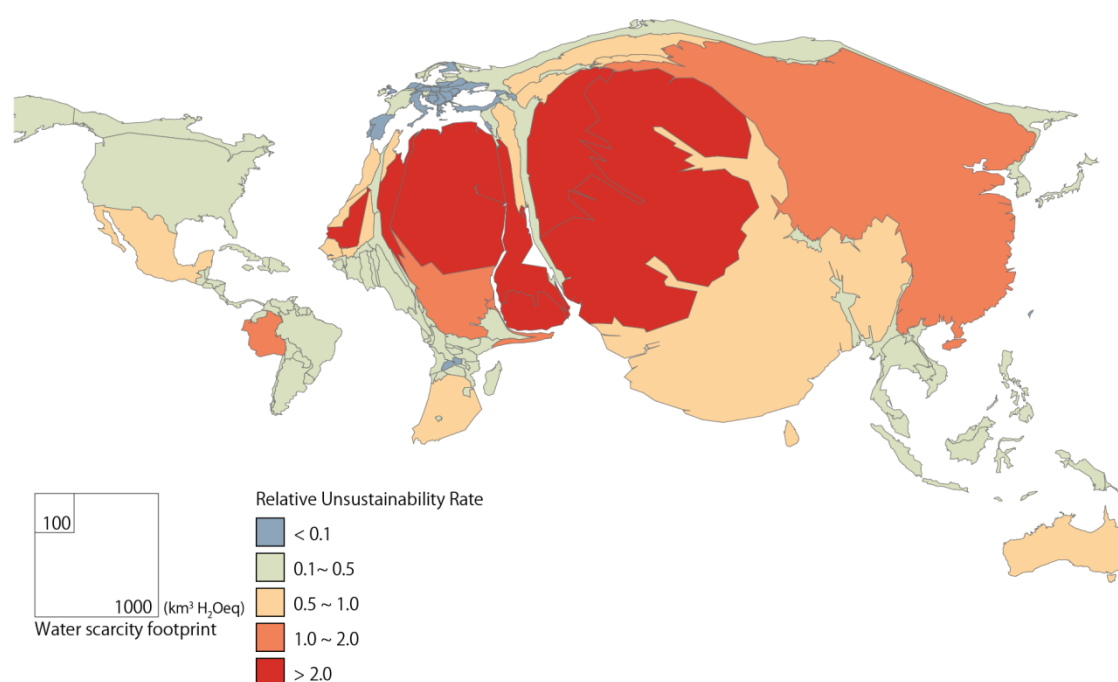 100
1000 (km³ H₂Oeq)
Water scarcity footprint
Relative Unsustainability Rate
< 0.1
0.1~ 0.5
0.5 ~ 1.0
1.0 ~ 2.0
> 2.0